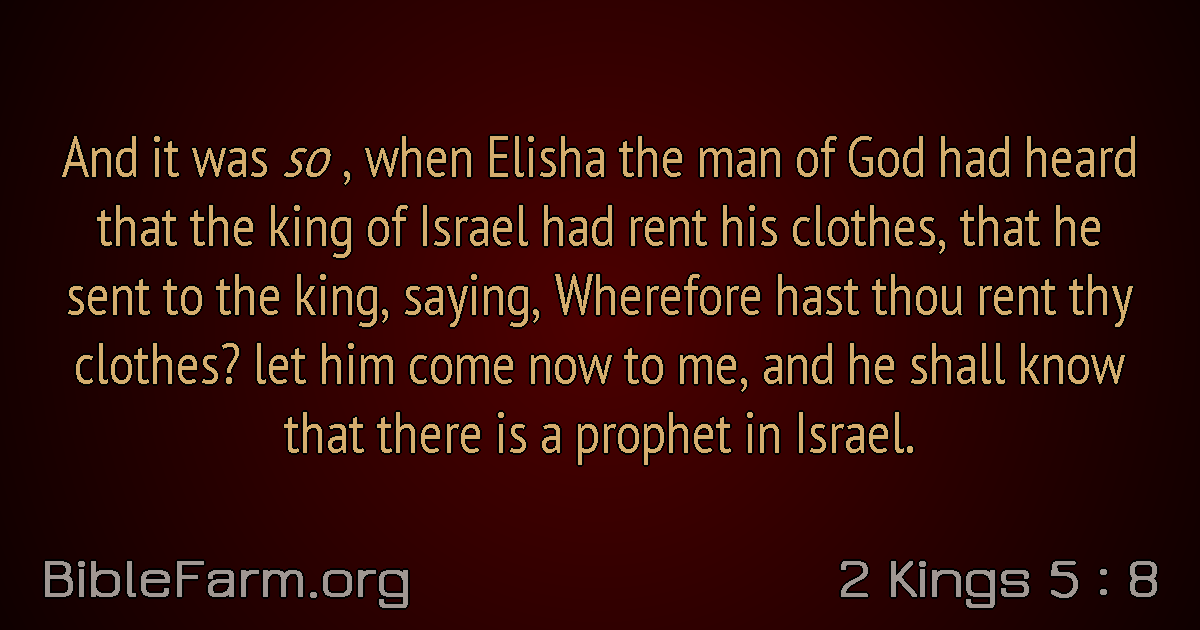 And it was so , when Elisha the man of God had heard
that the king of Israel had rent his clothes, that he
sent to the king, saying, Wherefore hast thou rent thy
clothes? let him come now to me, and he shall know
that there is a prophet in Israel.
BibleFarm.org
2 Kings 5 : 8